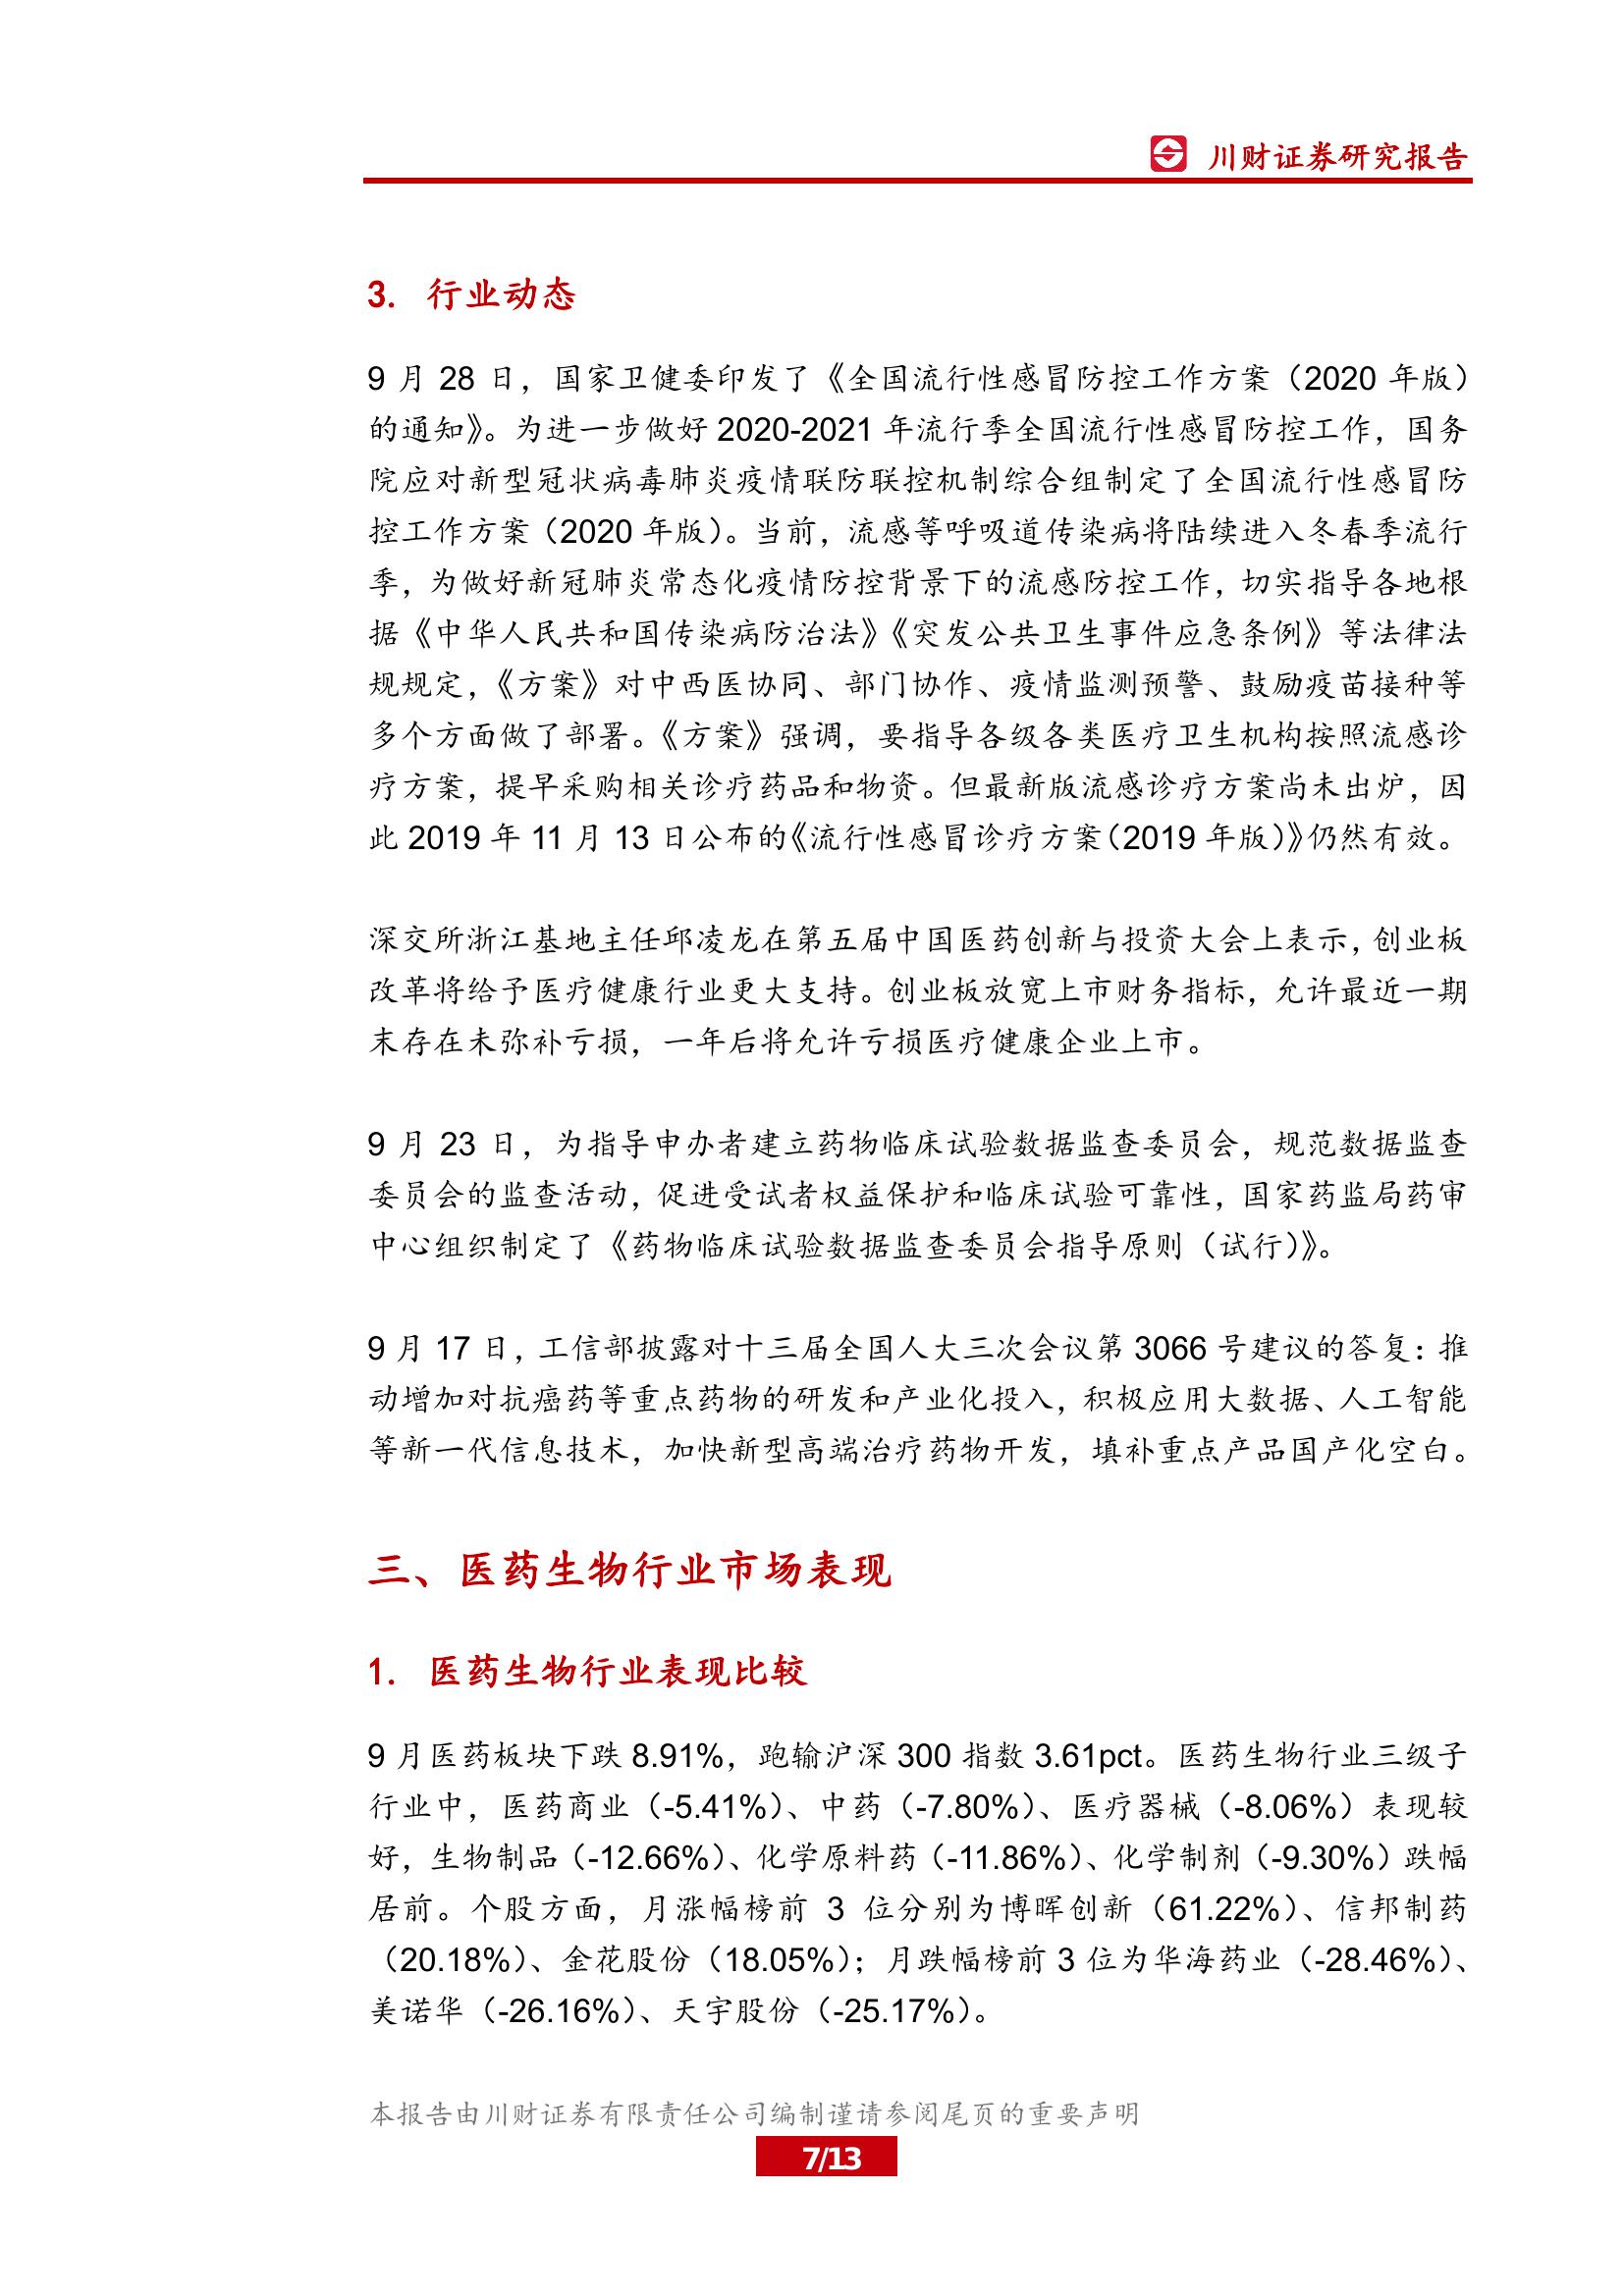 川财证券研究报告
3. 行业动态
9 月 28 日，国家卫健委印发了《全国流行性感冒防控工作方案（2020 年版）
的通知》。为进一步做好 2020-2021 年流行季全国流行性感冒防控工作，国务
院应对新型冠状病毒肺炎疫情联防联控机制综合组制定了全国流行性感冒防
控工作方案（2020 年版）。当前，流感等呼吸道传染病将陆续进入冬春季流行
季，为做好新冠肺炎常态化疫情防控背景下的流感防控工作，切实指导各地根
据《中华人民共和国传染病防治法》《突发公共卫生事件应急条例》等法律法
规规定，《方案》对中西医协同、部门协作、疫情监测预警、鼓励疫苗接种等
多个方面做了部署。《方案》强调，要指导各级各类医疗卫生机构按照流感诊
疗方案，提早采购相关诊疗药品和物资。但最新版流感诊疗方案尚未出炉，因
此 2019 年 11 月 13 日公布的《流行性感冒诊疗方案（2019 年版）》仍然有效。
深交所浙江基地主任邱凌龙在第五届中国医药创新与投资大会上表示，创业板
改革将给予医疗健康行业更大支持。创业板放宽上市财务指标，允许最近一期
末存在未弥补亏损，一年后将允许亏损医疗健康企业上市。
9 月 23 日，为指导申办者建立药物临床试验数据监查委员会，规范数据监查
委员会的监查活动，促进受试者权益保护和临床试验可靠性，国家药监局药审
中心组织制定了《药物临床试验数据监查委员会指导原则（试行）》。
9 月 17 日，工信部披露对十三届全国人大三次会议第 3066 号建议的答复：推
动增加对抗癌药等重点药物的研发和产业化投入，积极应用大数据、人工智能
等新一代信息技术，加快新型高端治疗药物开发，填补重点产品国产化空白。
三、医药生物行业市场表现
1. 医药生物行业表现比较
9 月医药板块下跌 8.91%，跑输沪深 300 指数 3.61pct。医药生物行业三级子
行业中，医药商业（-5.41%）、中药（-7.80%）、医疗器械（-8.06%）表现较
好，生物制品（-12.66%）、化学原料药（-11.86%）、化学制剂（-9.30%）跌幅
居前。个股方面，月涨幅榜前 3 位分别为博晖创新（61.22%）、信邦制药
（20.18%）、金花股份（18.05%）；月跌幅榜前 3 位为华海药业（-28.46%）、
美诺华（-26.16%）、天宇股份（-25.17%）。
本报告由川财证券有限责任公司编制谨请参阅尾页的重要声明
7/13